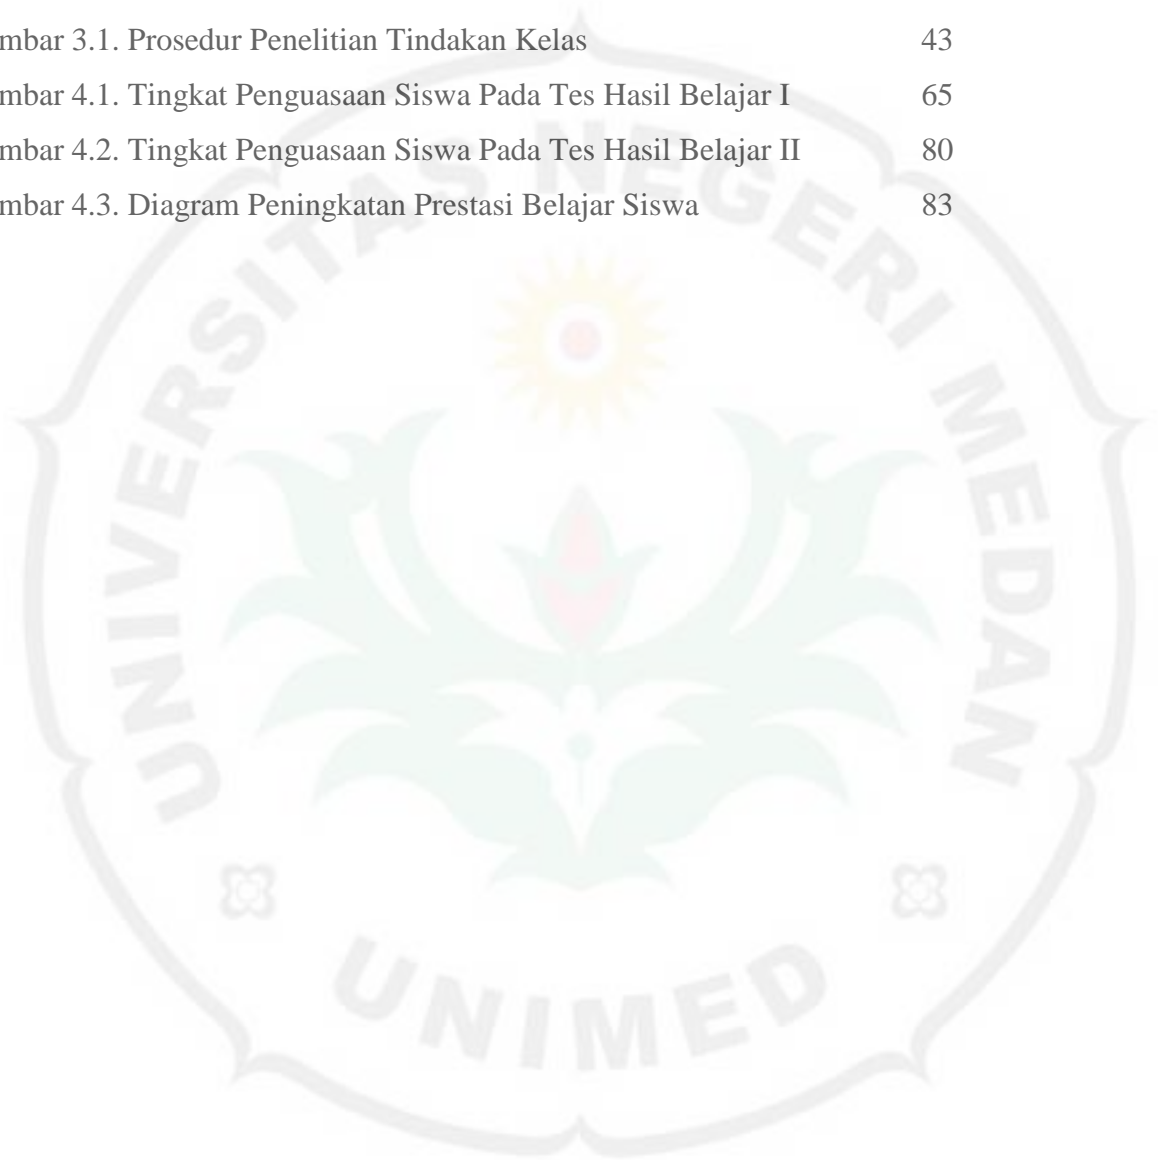 mbar 3.1. Prosedur Penelitian Tindakan Kelas 43
mbar 4.1. Tingkat Penguasaan Siswa Pada Tes Hasil Belajar I 65
mbar 4.2. Tingkat Penguasaan Siswa Pada Tes Hasil Belajar II 80
mbar 4.3. Diagram Peningkatan Prestasi Belajar Siswa 83
UNIVERSITAS NEGERI MEDAN
UNIMED